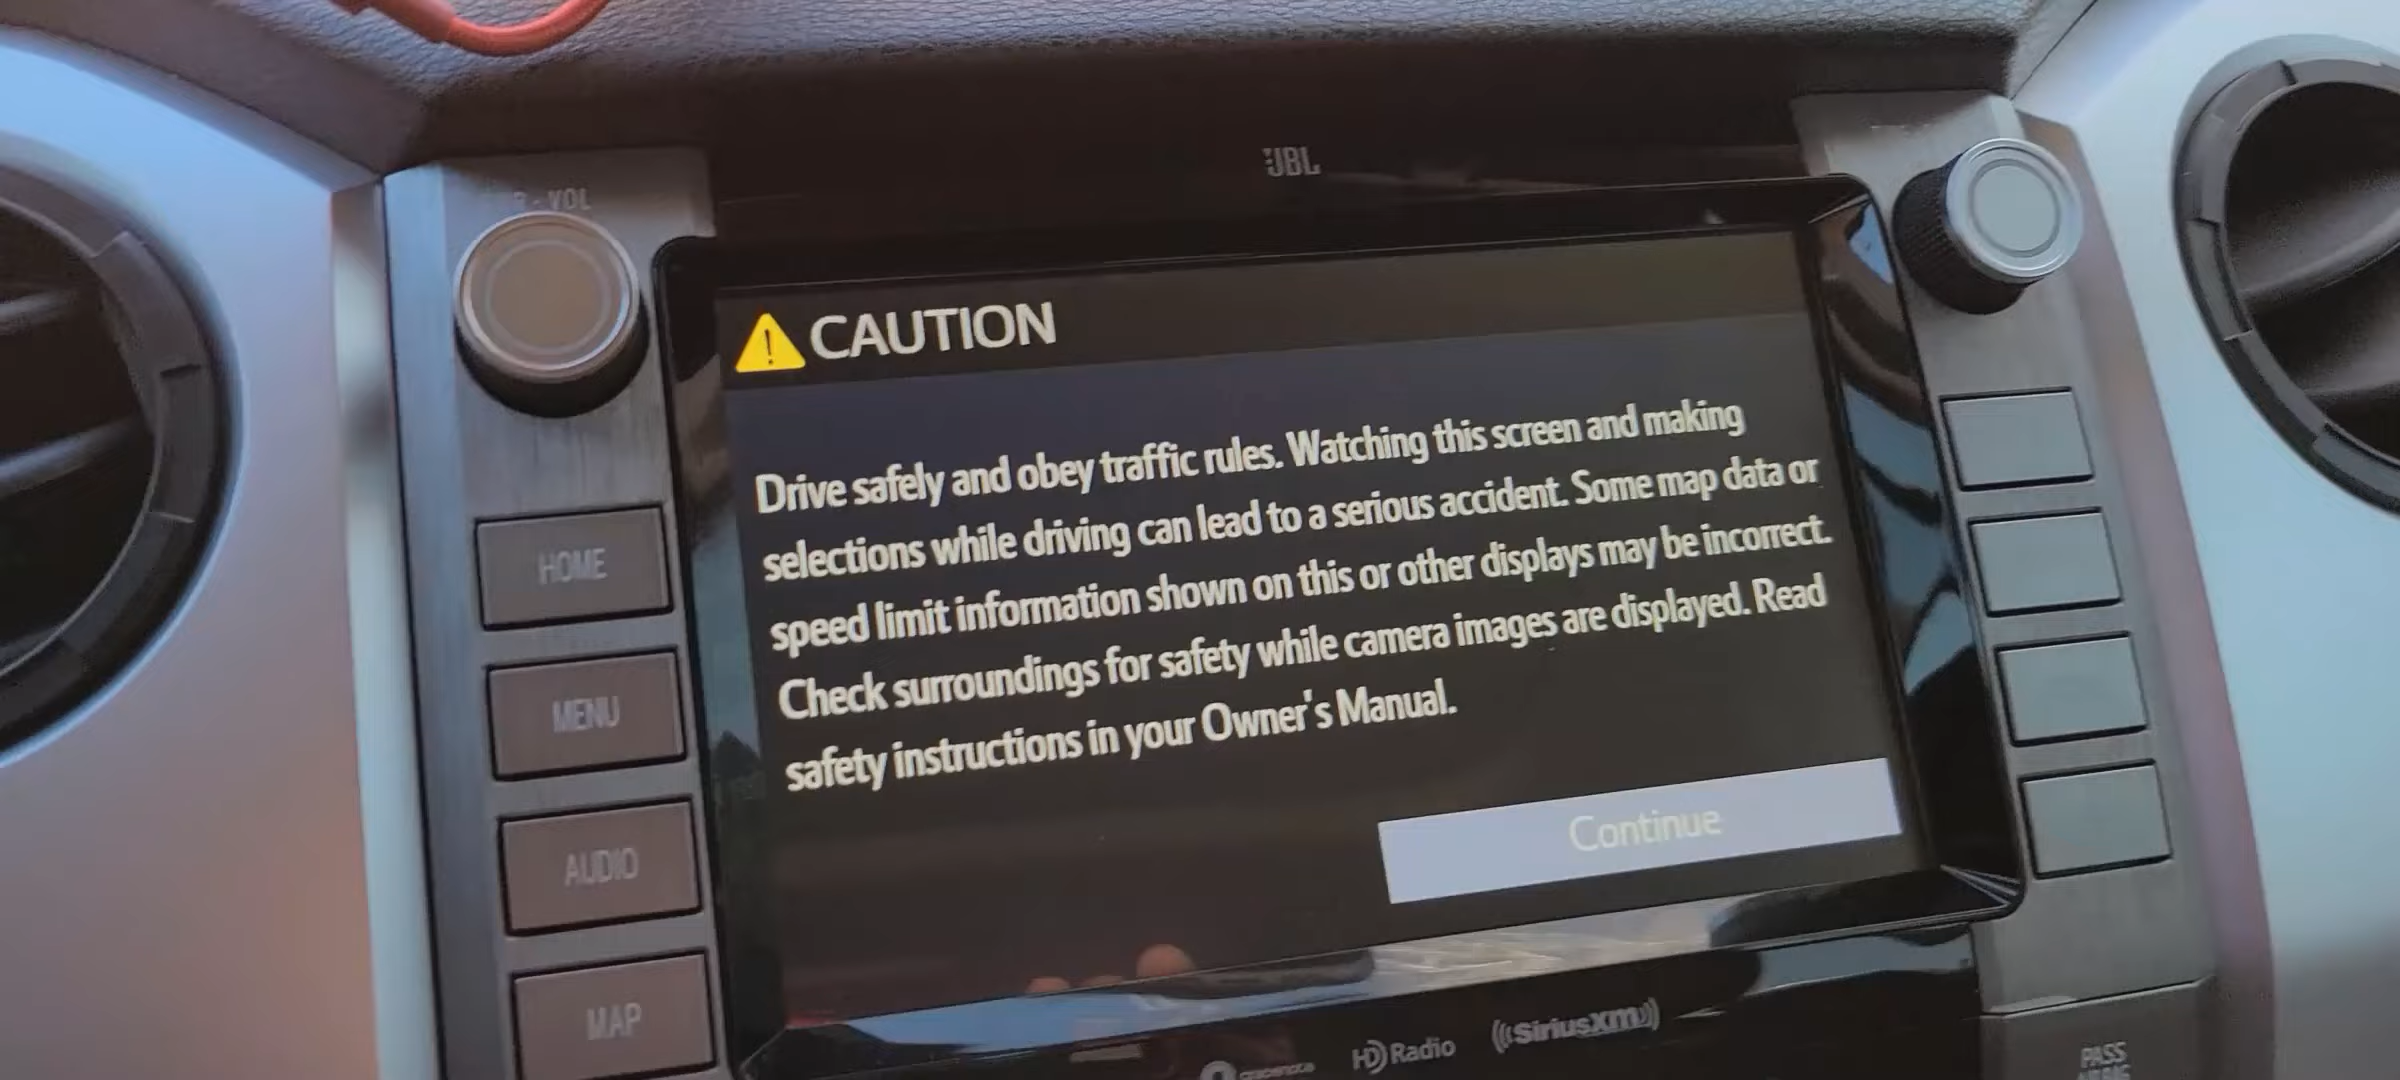 JBL
VOL
CAUTION
Drive safely and obey traffic rules. Watching this screen and making
selections while driving can lead to a serious accident. Some map data or
speed limit information shown on this or other displays may be incorrect.
Check surroundings for safety while camera images are displayed. Read
safety instructions in your Owner's Manual.
Continue
HOME
MENU
AUDIO
MAP
HD Radio
SiriusXM
PASS